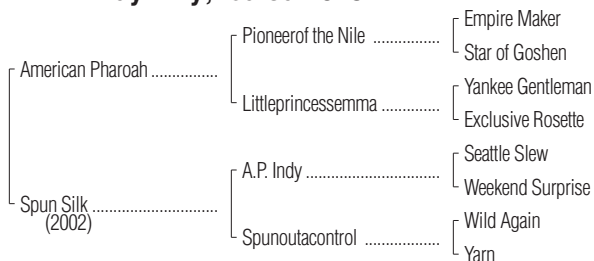 Empire Maker
Pioneerof the Nile ................
Star of Goshen
American Pharoah ................
Yankee Gentleman
Littleprincessemma ..............
Exclusive Rosette
Seattle Slew
A.P. Indy ..............................
Weekend Surprise
Spun Silk ..............................
(2002)
Wild Again
Spunoutacontrol ..................
Yarn